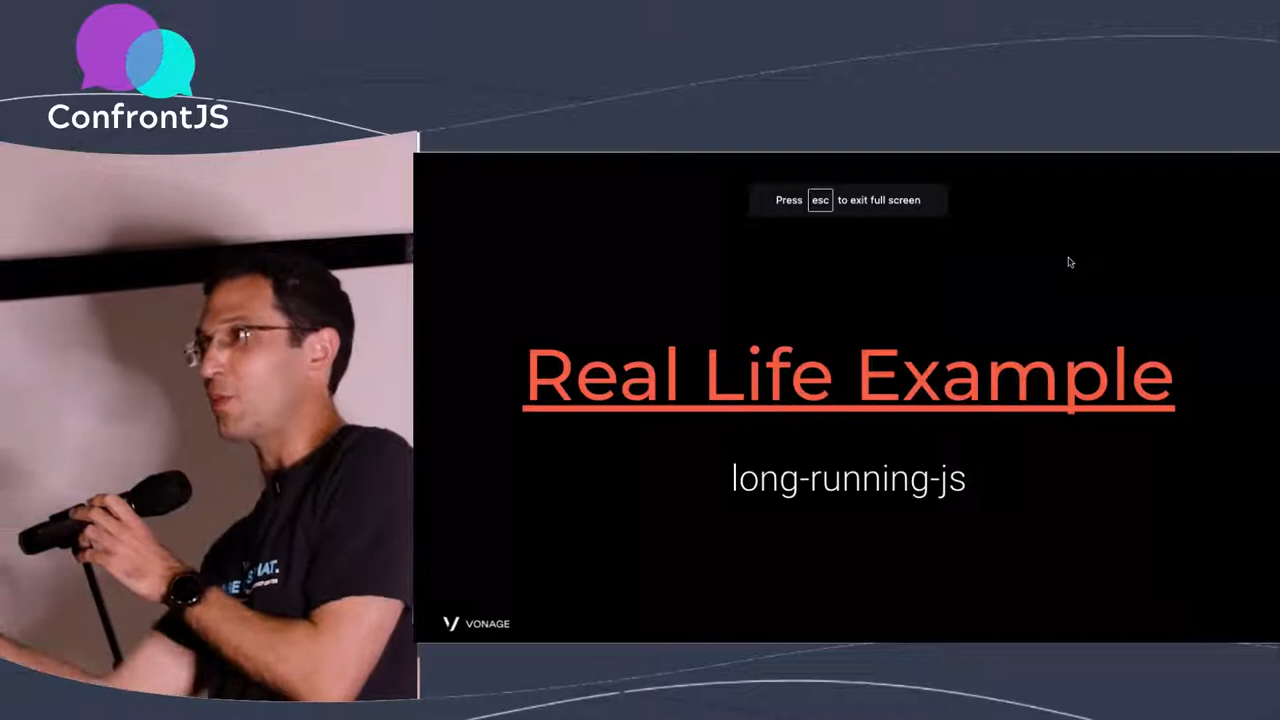 ConfrontJS
Press esc to exit full screen
Real Life Example
long-running-js
VONAGE